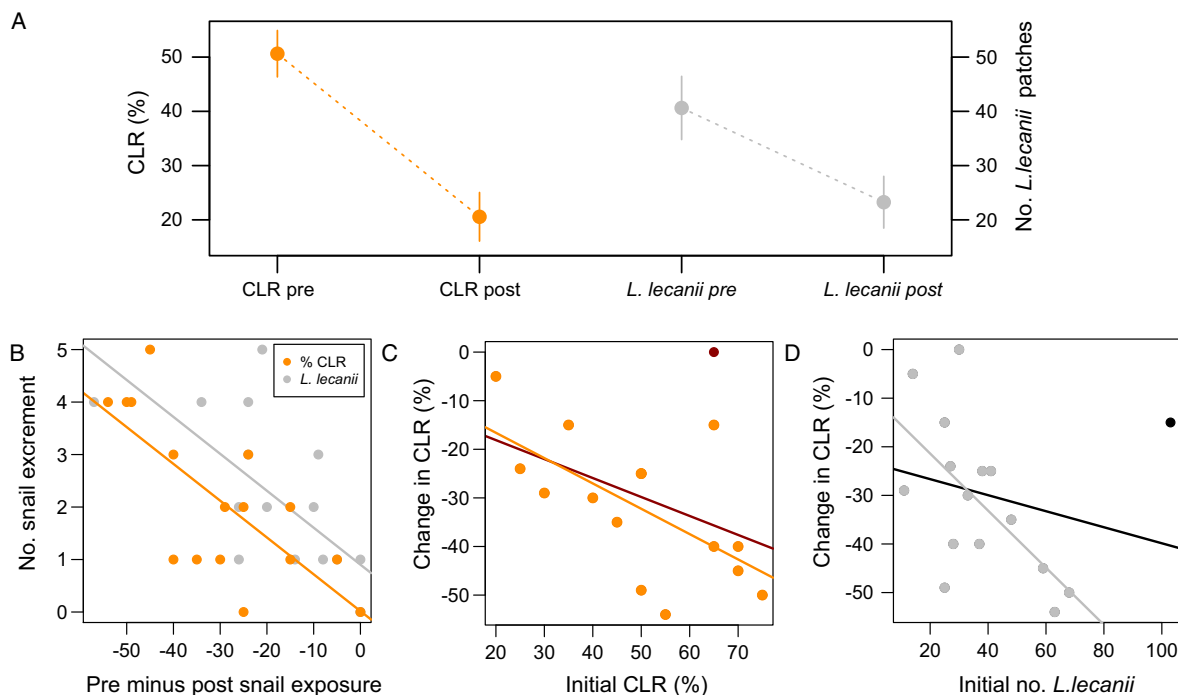 A
CLR (%)
50
40
30
20
50
40
30
20
No. L.lecanii patches
CLR pre
CLR post
L. lecanii pre
L. lecanii post
B
No. snail excrement
5
4
3
2
1
0
% CLR
L. lecanii
-50 -40 -30 -20 -10 0
Pre minus post snail exposure
C
Change in CLR (%)
0
-10
-20
-30
-40
-50
20 30 40 50 60 70
Initial CLR (%)
D
Change in CLR (%)
0
-10
-20
-30
-40
-50
20 40 60 80 100
Initial no. L.lecanii